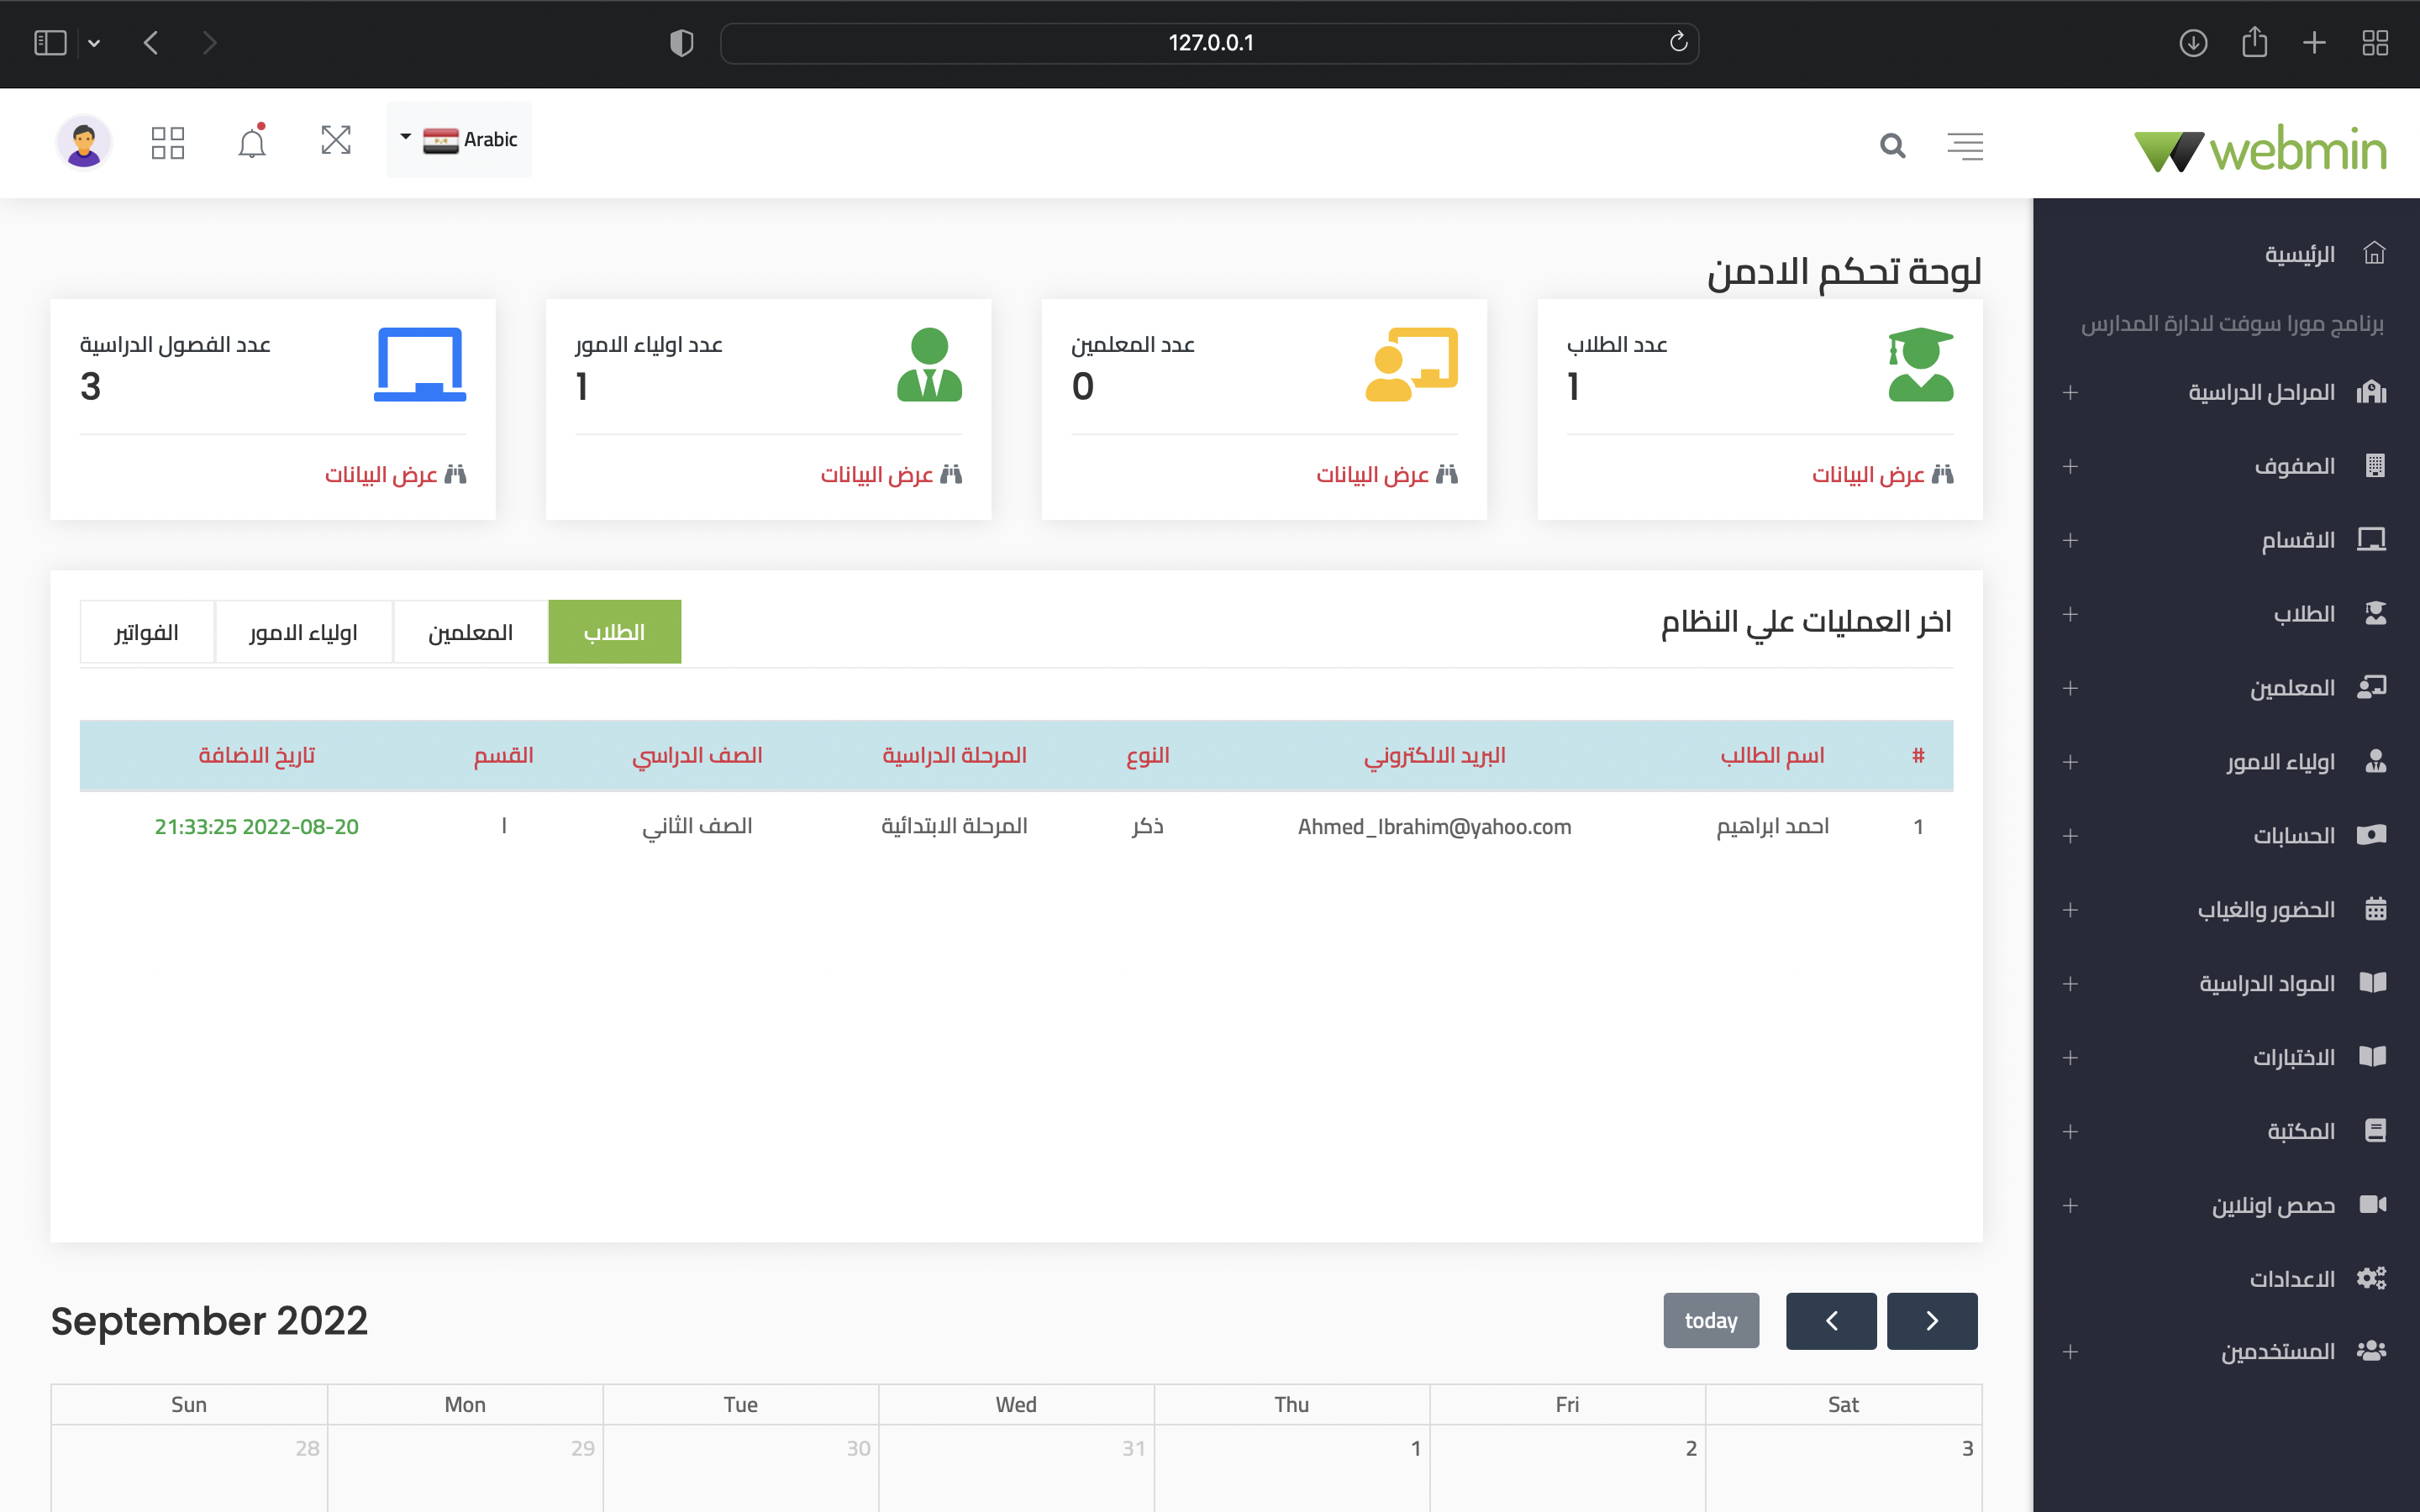 127.0.0.1
webmin
Arabic
الرئيسية
برنامج مورا سوفت لادارة المدارس
المراحل الدراسية
الصفوف
الاقسام
الطلاب
المعلمين
اولياء الامور
الحسابات
الحضور والغياب
المواد الدراسية
الاختبارات
المكتبة
حصص اونلاين
الاعدادات
المستخدمين
لوحة تحكم الادمن
عدد الطلاب
1
عرض البيانات
عدد المعلمين
0
عرض البيانات
عدد اولياء الامور
1
عرض البيانات
عدد الفصول الدراسية
3
عرض البيانات
اخر العمليات علي النظام
الطلاب المعلمين اولياء الامور الفواتير
# اسم الطالب البريد الالكتروني النوع المرحلة الدراسية الصف الدراسي القسم تاريخ الاضافة
1 احمد ابراهيم Ahmed_Ibrahim@yahoo.com ذكر المرحلة الابتدائية الصف الثاني ا 2022-08-20 21:33:25
September 2022 today
Sun Mon Tue Wed Thu Fri Sat
28 29 30 31 1 2 3